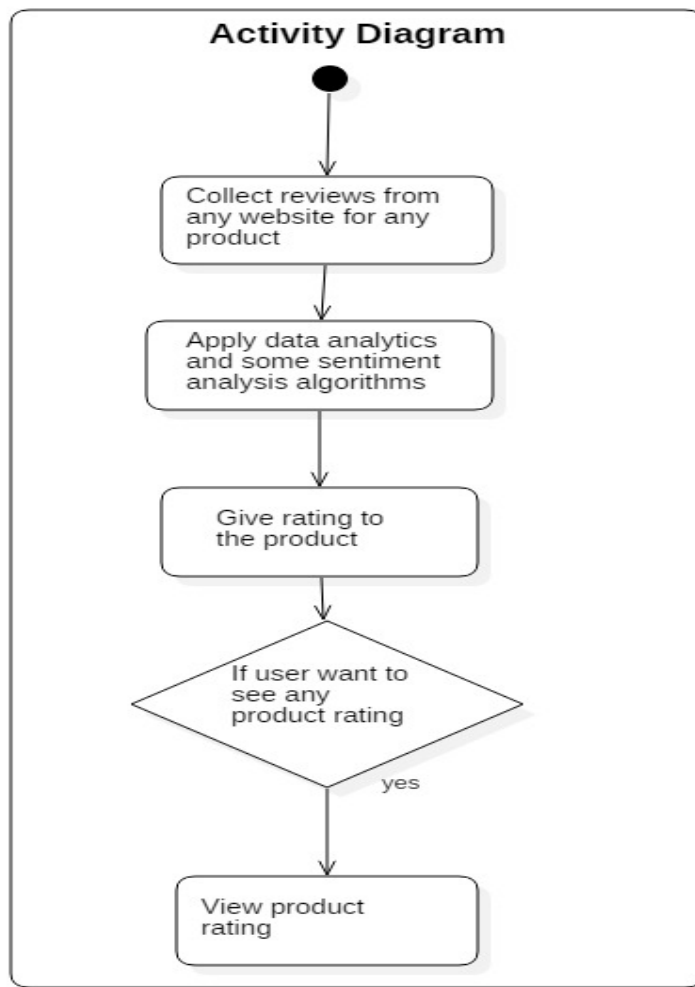 Activity Diagram
Collect reviews from
any website for any
product
Apply data analytics
and some sentiment
analysis algorithms
Give rating to
the product
If user want to
see any
product rating
yes
View product
rating